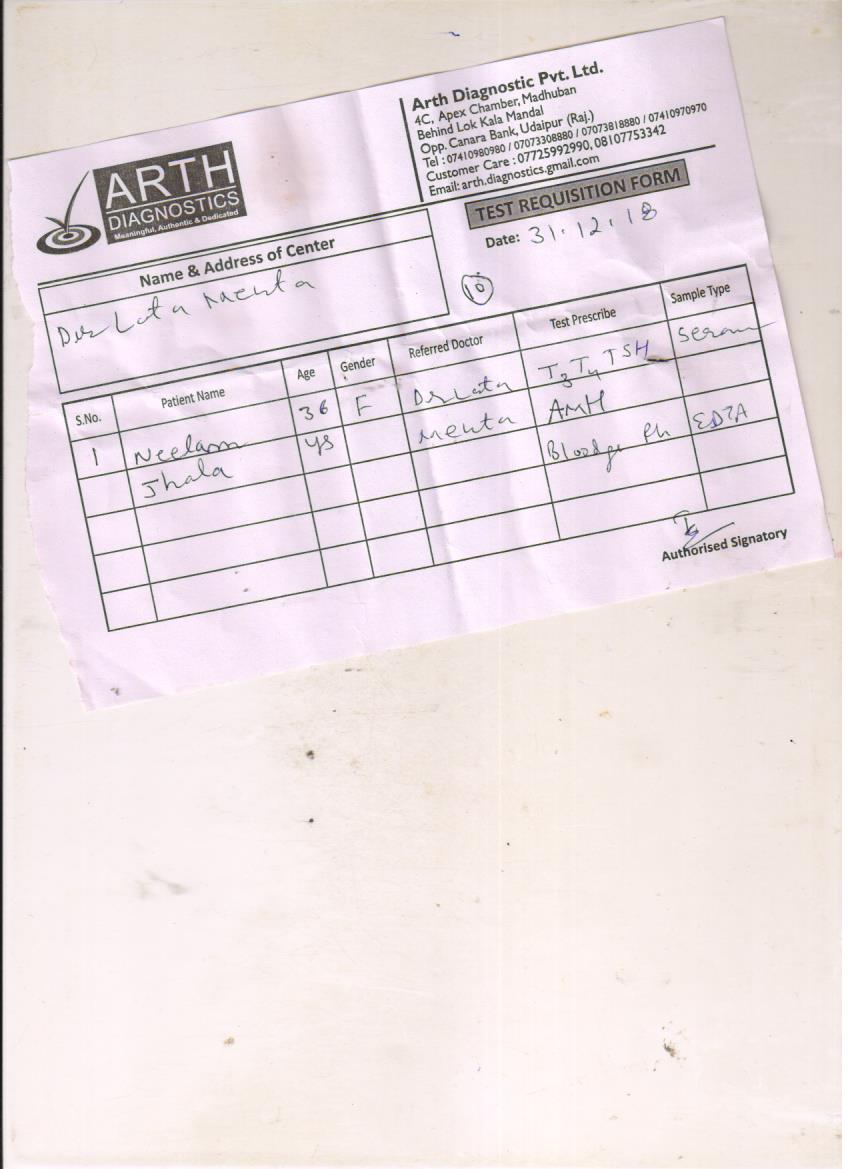 ARTH
DIAGNOSTICS
Meaningful, Authentic & Dedicated
Arth Diagnostic Pvt. Ltd.
4C, Apex Chamber, Madhuban
Behind Lok Kala Mandal
Opp. Canara Bank, Udaipur (Raj.)
Tel : 07410980980 / 07073308880 / 07073818880 / 07410970970
Customer Care : 07725992990, 08107753342
Email: arth.diagnostics.gmail.com
TEST REQUISITION FORM
Date: 31.12.18
Name & Address of Center
Dr Lata Mehta
10
S.No. Patient Name Age Gender Referred Doctor Test Prescribe Sample Type
1 Neelam 36 F Dr Lata T3 T4 TSH Serum
Jhala ys Mehta AMH
Bloodgr Rh EDTA
Authorised Signatory